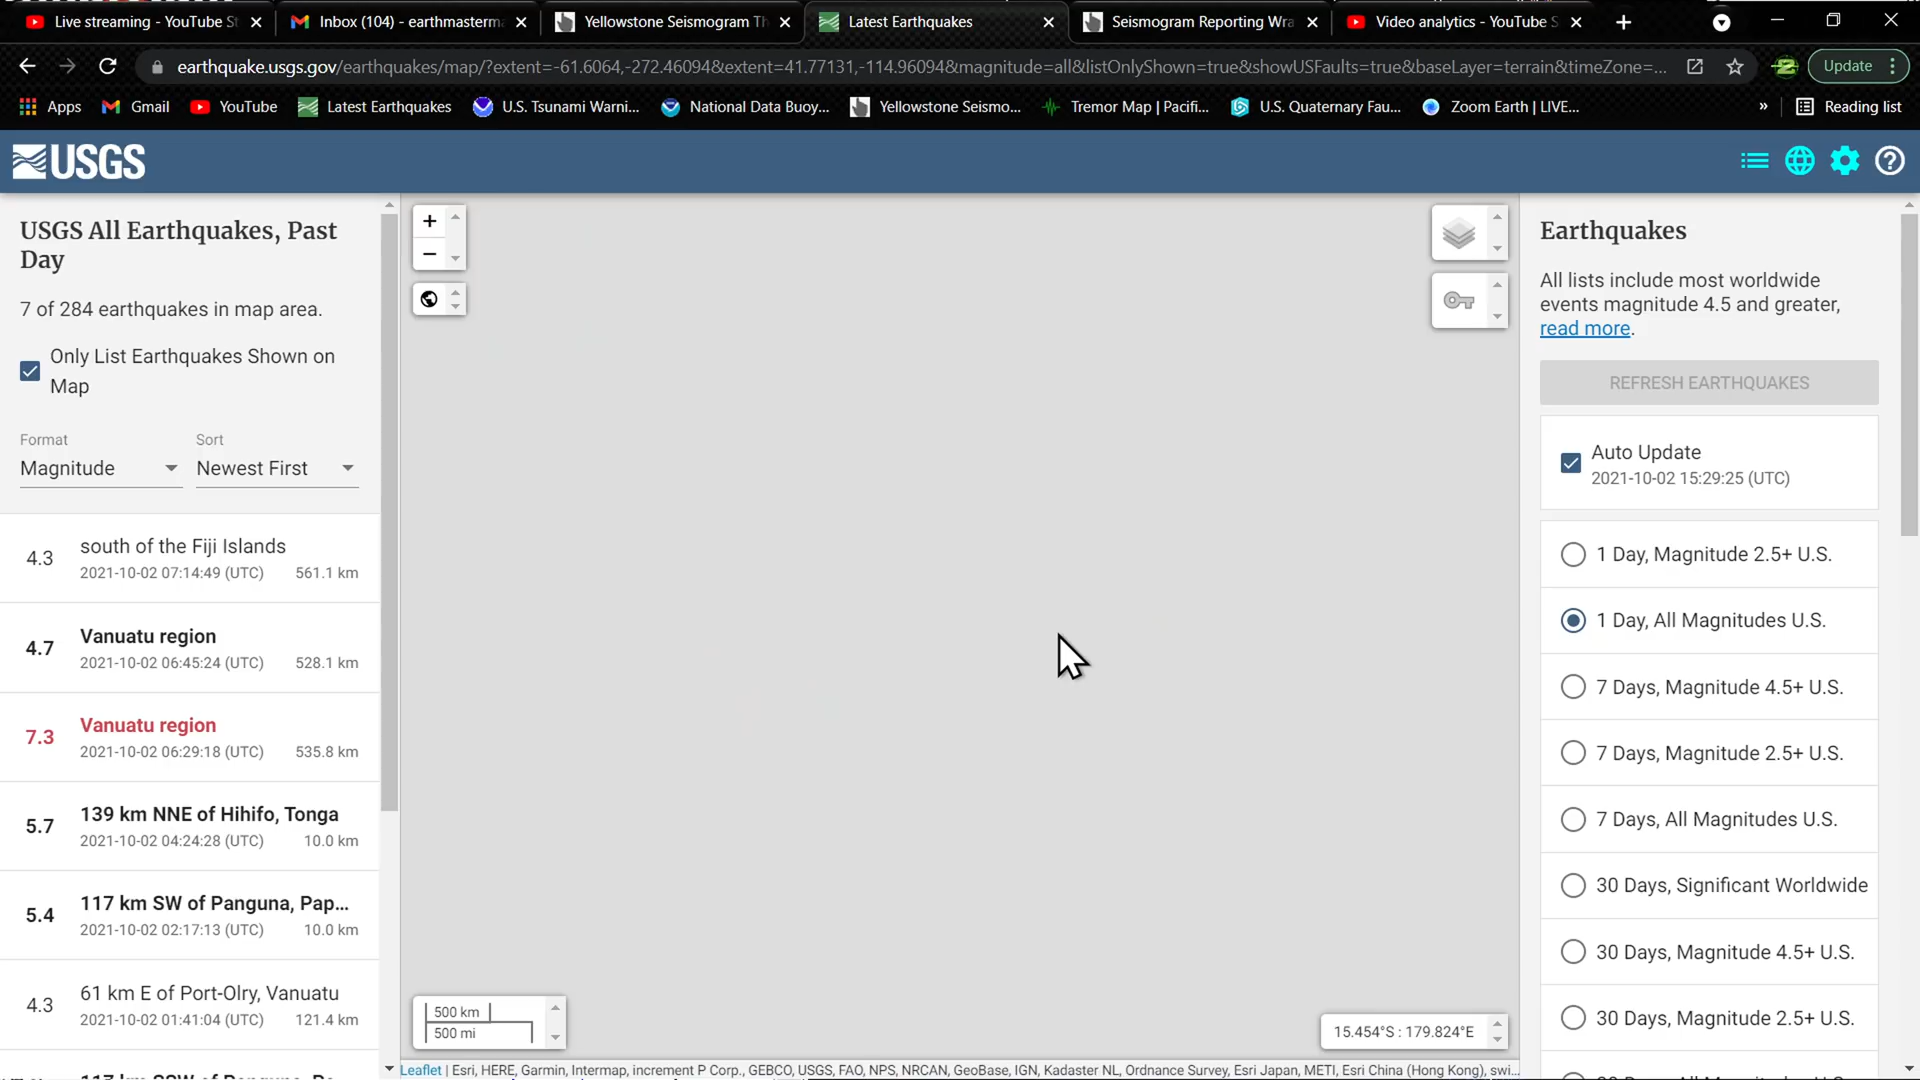 Live streaming - YouTube St
Inbox (104) - earthmasterma
Yellowstone Seismogram Th
Latest Earthquakes
Seismogram Reporting Wra
Video analytics - YouTube S
earthquake.usgs.gov/earthquakes/map/?extent=-61.6064,-272.46094&extent=41.77131,-114.96094&magnitude=all&listOnlyShown=true&showUSFaults=true&baseLayer=terrain&timeZone=...
Update
Apps
Gmail
YouTube
Latest Earthquakes
U.S. Tsunami Warni...
National Data Buoy...
Yellowstone Seismo...
Tremor Map | Pacifi...
U.S. Quaternary Fau...
Zoom Earth | LIVE...
»
Reading list
USGS
USGS All Earthquakes, Past
Day
7 of 284 earthquakes in map area.
Only List Earthquakes Shown on
Map
Format
Sort
Magnitude
Newest First
4.3
south of the Fiji Islands
2021-10-02 07:14:49 (UTC)
561.1 km
4.7
Vanuatu region
2021-10-02 06:45:24 (UTC)
528.1 km
7.3
Vanuatu region
2021-10-02 06:29:18 (UTC)
535.8 km
5.7
139 km NNE of Hihifo, Tonga
2021-10-02 04:24:28 (UTC)
10.0 km
5.4
117 km SW of Panguna, Pap...
2021-10-02 02:17:13 (UTC)
10.0 km
4.3
61 km E of Port-Olry, Vanuatu
2021-10-02 01:41:04 (UTC)
121.4 km
+
−
500 km
500 mi
15.454°S : 179.824°E
Leaflet | Esri, HERE, Garmin, Intermap, increment P Corp., GEBCO, USGS, FAO, NPS, NRCAN, GeoBase, IGN, Kadaster NL, Ordnance Survey, Esri Japan, METI, Esri China (Hong Kong), swi...
Earthquakes
All lists include most worldwide
events magnitude 4.5 and greater,
read more.
REFRESH EARTHQUAKES
Auto Update
2021-10-02 15:29:25 (UTC)
1 Day, Magnitude 2.5+ U.S.
1 Day, All Magnitudes U.S.
7 Days, Magnitude 4.5+ U.S.
7 Days, Magnitude 2.5+ U.S.
7 Days, All Magnitudes U.S.
30 Days, Significant Worldwide
30 Days, Magnitude 4.5+ U.S.
30 Days, Magnitude 2.5+ U.S.